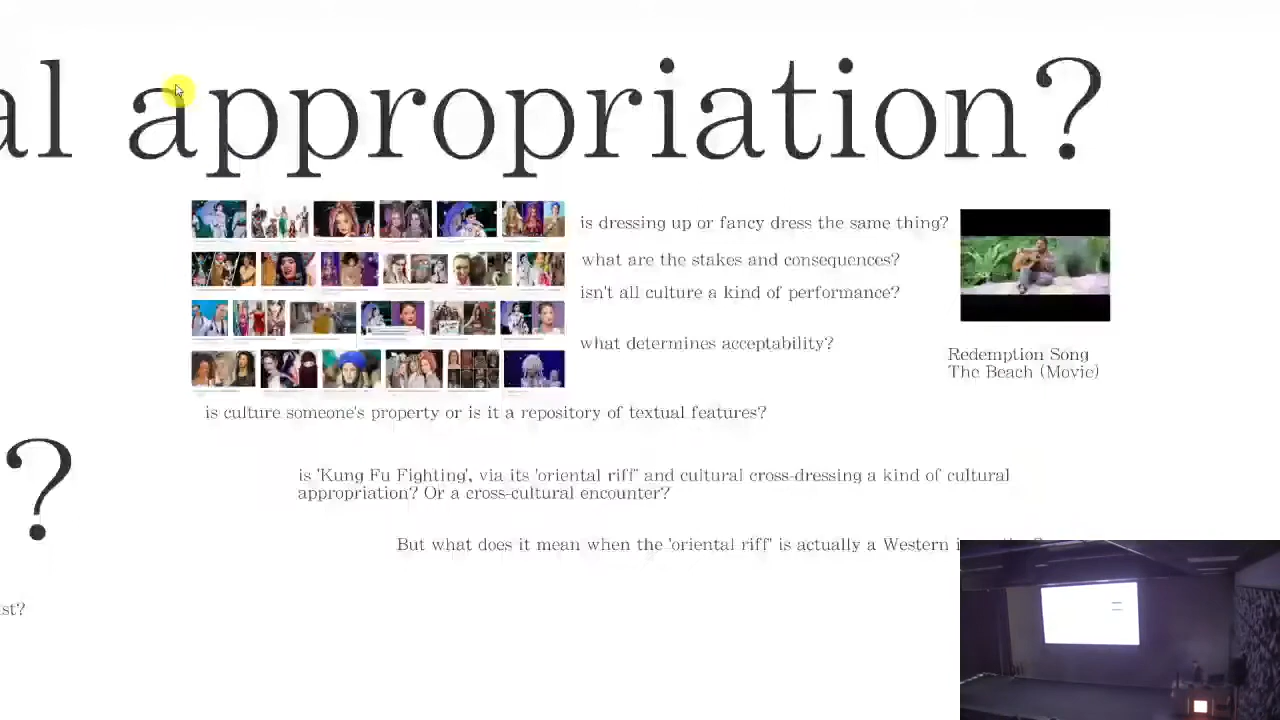 al appropriation?
is dressing up or fancy dress the same thing?
what are the stakes and consequences?
isn't all culture a kind of performance?
what determines acceptability?
Redemption Song
The Beach (Movie)
is culture someone's property or is it a repository of textual features?
?
is 'Kung Fu Fighting', via its 'oriental riff' and cultural cross-dressing a kind of cultural
appropriation? Or a cross-cultural encounter?
But what does it mean when the 'oriental riff' is actually a Western
st?